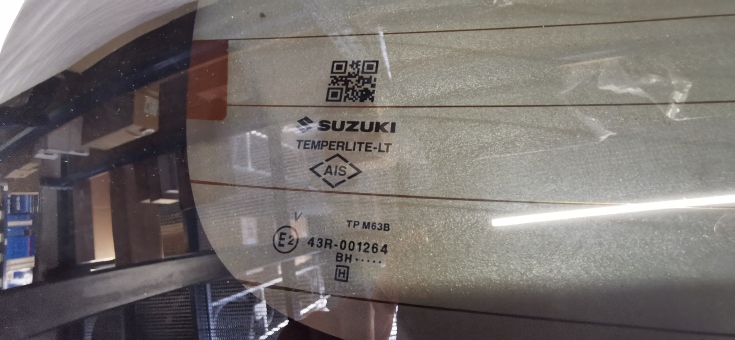 SUZUKI
TEMPERLITE-LT
AIS
V
TP M63B
E2 43R-001264
BH·····
H